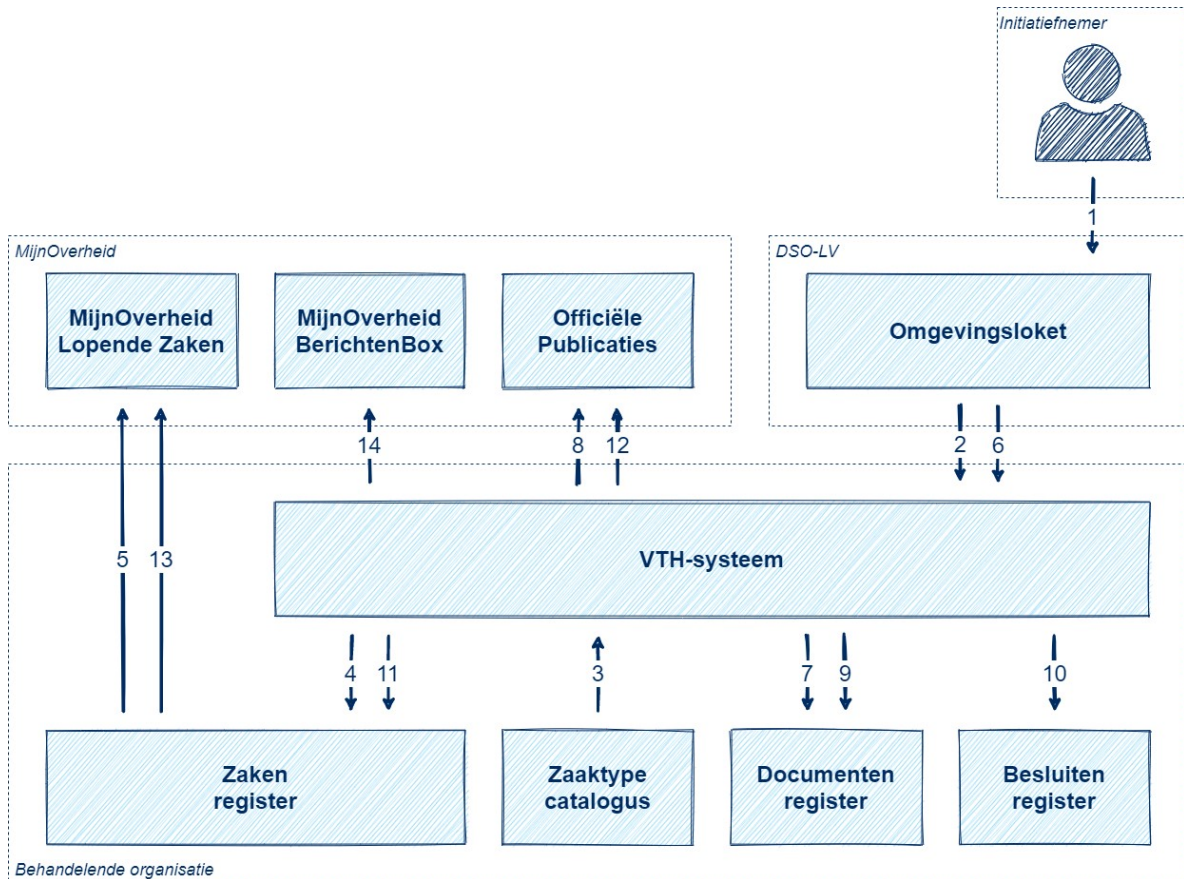 Initiatiefnemer
1
MijnOverheid
DSO-LV
MijnOverheid
Lopende Zaken
MijnOverheid
BerichtenBox
Officiële
Publicaties
Omgevingsloket
14
8
12
2
6
5
13
VTH-systeem
4
11
3
7
9
10
Zaken
register
Zaaktype
catalogus
Documenten
register
Besluiten
register
Behandelende organisatie